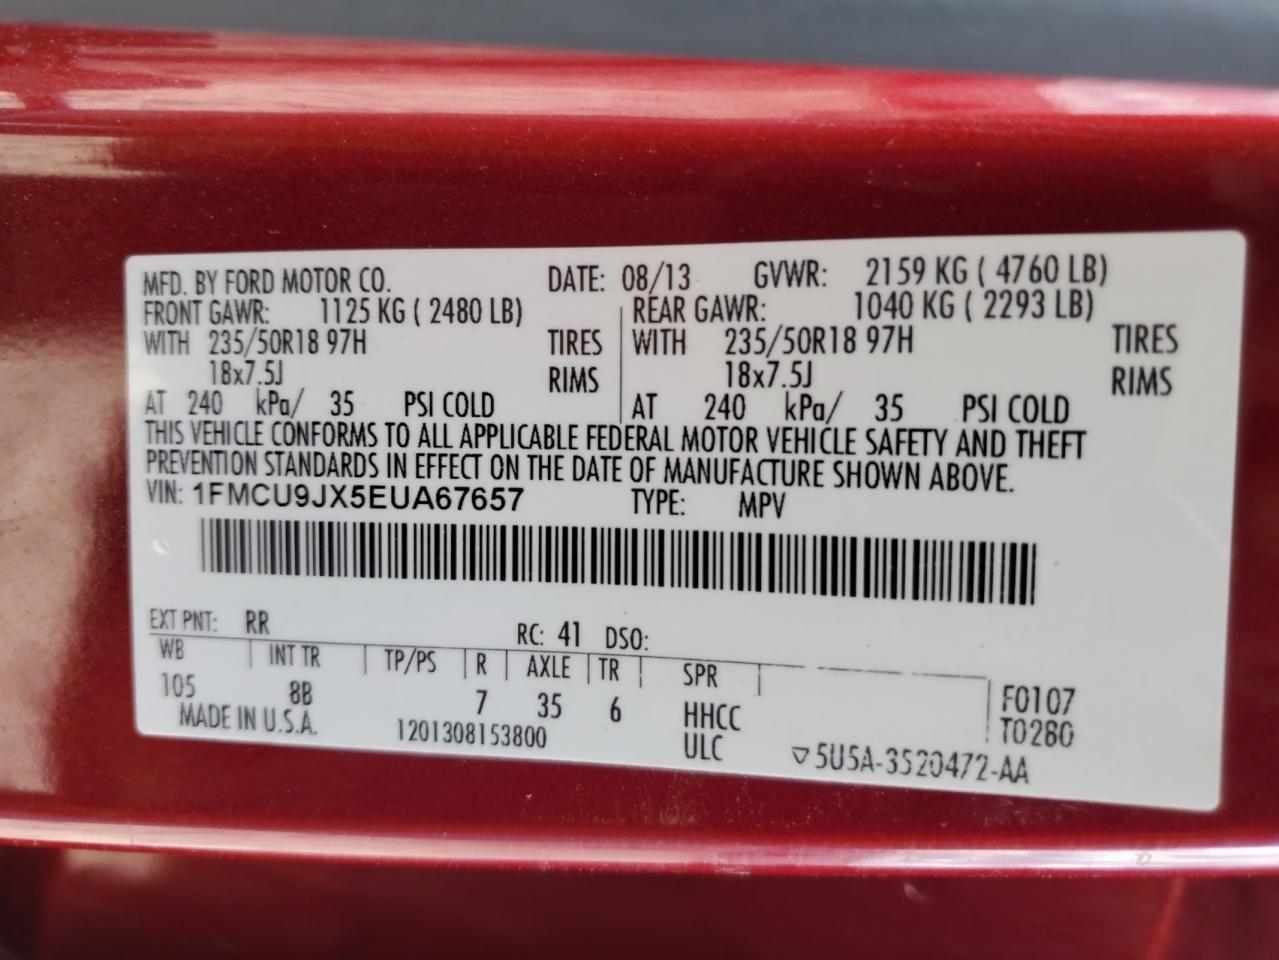 MFD. BY FORD MOTOR CO. DATE: 08/13 GVWR: 2159 KG ( 4760 LB)
FRONT GAWR: 1125 KG ( 2480 LB) REAR GAWR: 1040 KG ( 2293 LB)
WITH 235/50R18 97H TIRES WITH 235/50R18 97H TIRES
18x7.5J RIMS 18x7.5J RIMS
AT 240 kPa/ 35 PSI COLD AT 240 kPa/ 35 PSI COLD
THIS VEHICLE CONFORMS TO ALL APPLICABLE FEDERAL MOTOR VEHICLE SAFETY AND THEFT
PREVENTION STANDARDS IN EFFECT ON THE DATE OF MANUFACTURE SHOWN ABOVE.
VIN: 1FMCU9JX5EUA67657 TYPE: MPV
EXT PNT: RR RC: 41 DSO:
WB INT TR TP/PS R AXLE TR SPR
105 8B 7 35 6 HHCC F0107
MADE IN U.S.A. 1201308153800 ULC T0280
5U5A-3520472-AA